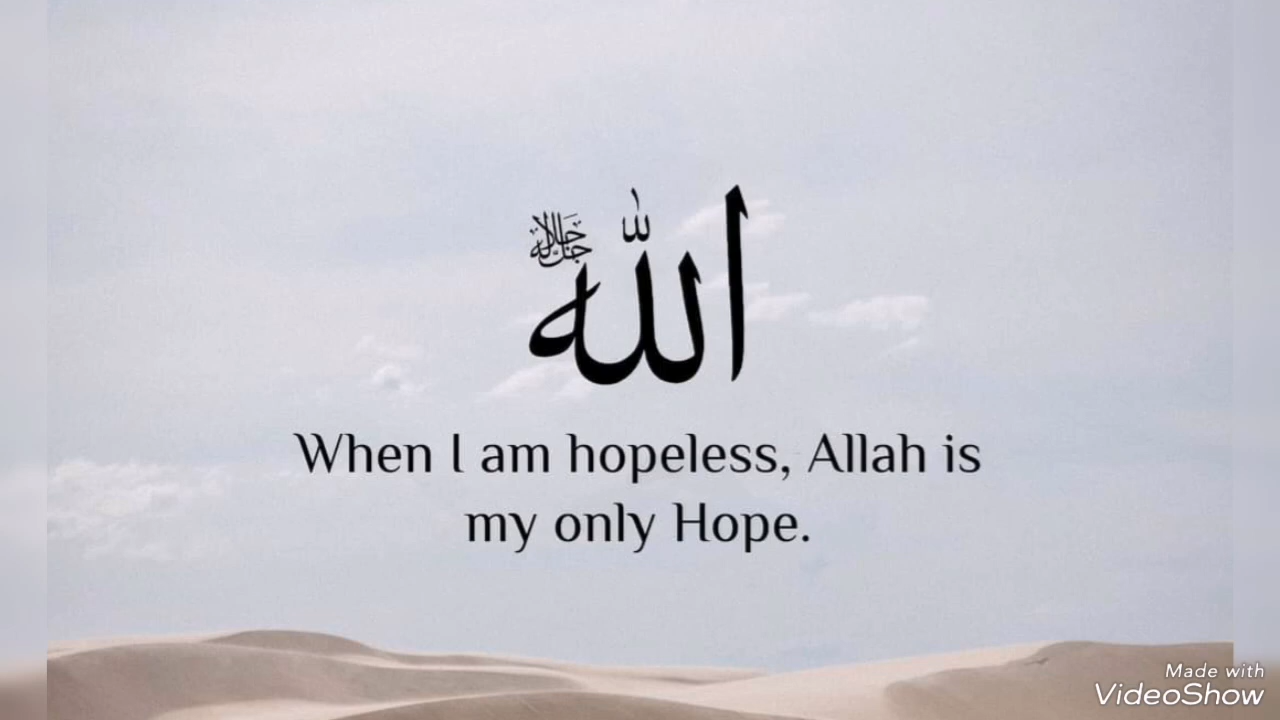 الله جل جلاله
When I am hopeless, Allah is
my only Hope.
Made with
VideoShow